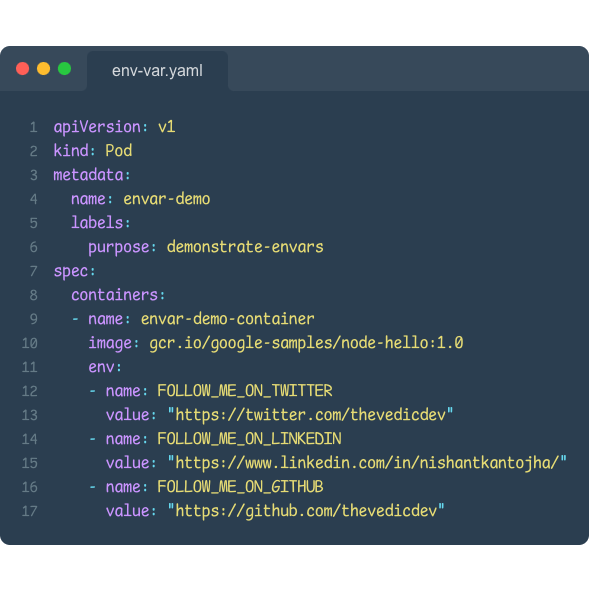 env-var.yaml
1 apiVersion: v1
2 kind: Pod
3 metadata:
4   name: envar-demo
5   labels:
6     purpose: demonstrate-envars
7 spec:
8   containers:
9   - name: envar-demo-container
10     image: gcr.io/google-samples/node-hello:1.0
11     env:
12     - name: FOLLOW_ME_ON_TWITTER
13       value: "https://twitter.com/thevedicdev"
14     - name: FOLLOW_ME_ON_LINKEDIN
15       value: "https://www.linkedin.com/in/nishantkantojha/"
16     - name: FOLLOW_ME_ON_GITHUB
17       value: "https://github.com/thevedicdev"